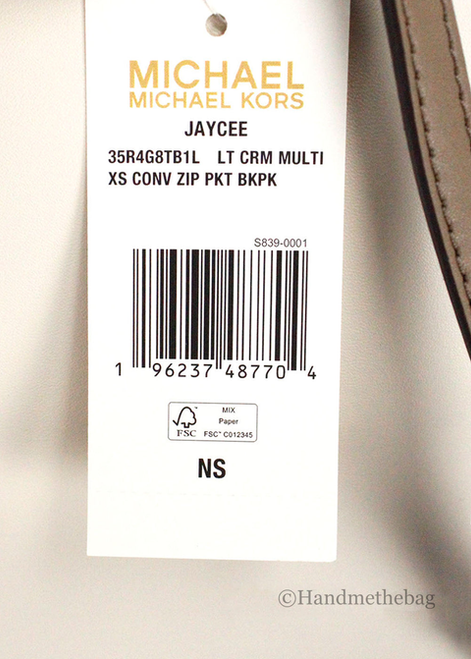 MICHAEL
MICHAEL KORS
JAYCEE
35R4G8TB1L LT CRM MULTI
XS CONV ZIP PKT BKPK
S839-0001
1 96237 48770 4
FSC
MIX
Paper
FSC™ C012345
NS
©Handmethebag